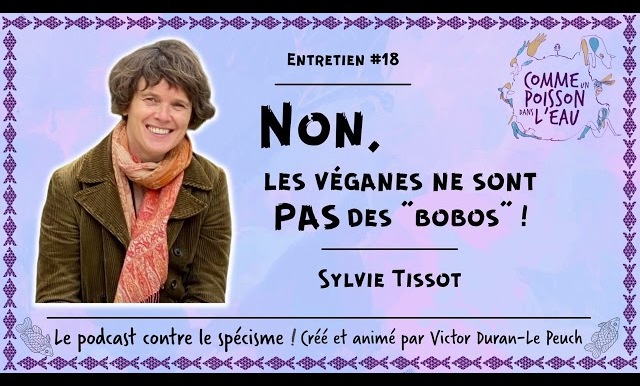 Entretien #18
COMME UN
POISSON
DANS L'EAU
Non,
les véganes ne sont
PAS des "bobos" !
Sylvie Tissot
Le podcast contre le spécisme ! Créé et animé par Victor Duran-Le Peuch